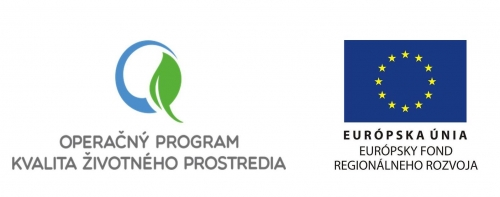 OPERAČNÝ PROGRAM
KVALITA ŽIVOTNÉHO PROSTREDIA
EURÓPSKA ÚNIA
EURÓPSKY FOND
REGIONÁLNEHO ROZVOJA